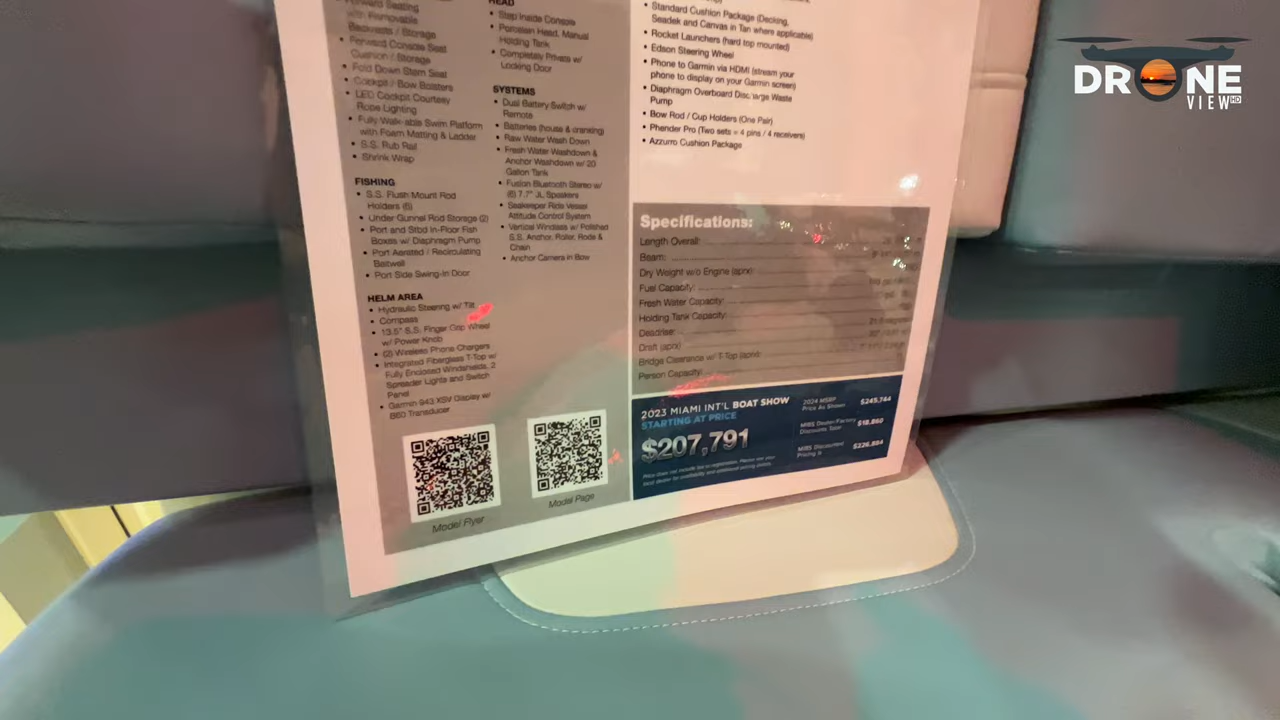 Forward Seating
with Removable
Backrests / Storage
Forward Console Seat
Cushion / Storage
Fold Down Stern Seat
Cockpit / Bow Bolsters
LED Cockpit Courtesy
Rope Lighting
Fully Walk-able Swim Platform
with Foam Matting & Ladder
S.S. Rub Rail
Shrink Wrap
FISHING
S.S. Flush Mount Rod
Holders (6)
Under Gunnel Rod Storage (2)
Port and Stbd In-Floor Fish
Boxes w/ Diaphragm Pump
Port Aerated / Recirculating
Baitwell
Port Side Swing-In Door
HELM AREA
Hydraulic Steering w/ Tilt
Compass
13.5" S.S. Finger Grip Wheel
w/ Power Knob
(2) Wireless Phone Chargers
Integrated Fiberglass T-Top w/
Fully Enclosed Windshields, 2
Spreader Lights and Switch
Panel
Garmin 943 XSV Display w/
B60 Transducer
Model Flyer
HEAD
Step Inside Console
Porcelain Head, Manual
Holding Tank
Completely Private w/
Locking Door
SYSTEMS
Dual Battery Switch w/
Remote
Batteries (house & cranking)
Raw Water Wash Down
Fresh Water Washdown &
Anchor Washdown w/ 20
Gallon Tank
Fusion Bluetooth Stereo w/
(6) 7.7" JL Speakers
Seakeeper Ride Vessel
Attitude Control System
Vertical Windlass w/ Polished
S.S. Anchor, Roller, Rode &
Chain
Anchor Camera in Bow
Model Page
Standard Cushion Package (Decking,
Seadek and Canvas in Tan where applicable)
Rocket Launchers (hard top mounted)
Edson Steering Wheel
Phone to Garmin via HDMI (stream your
phone to display on your Garmin screen)
Diaphragm Overboard Discharge Waste
Pump
Bow Rod / Cup Holders (One Pair)
Phender Pro (Two sets = 4 pins / 4 receivers)
Azzurro Cushion Package
Specifications:
Length Overall:
Beam:
Dry Weight w/o Engine (aprx):
Fuel Capacity:
Fresh Water Capacity:
Holding Tank Capacity:
Deadrise:
Draft (aprx):
Bridge Clearance w/ T-Top (aprx):
Person Capacity:
2023 MIAMI INT'L BOAT SHOW
STARTING AT PRICE
$207,791
2024 MSRP
Price As Shown $245,744
MIBS Dealer/Factory
Discounts Total $18,860
MIBS Discounted
Pricing is $226,884
DRONE
VIEW HD